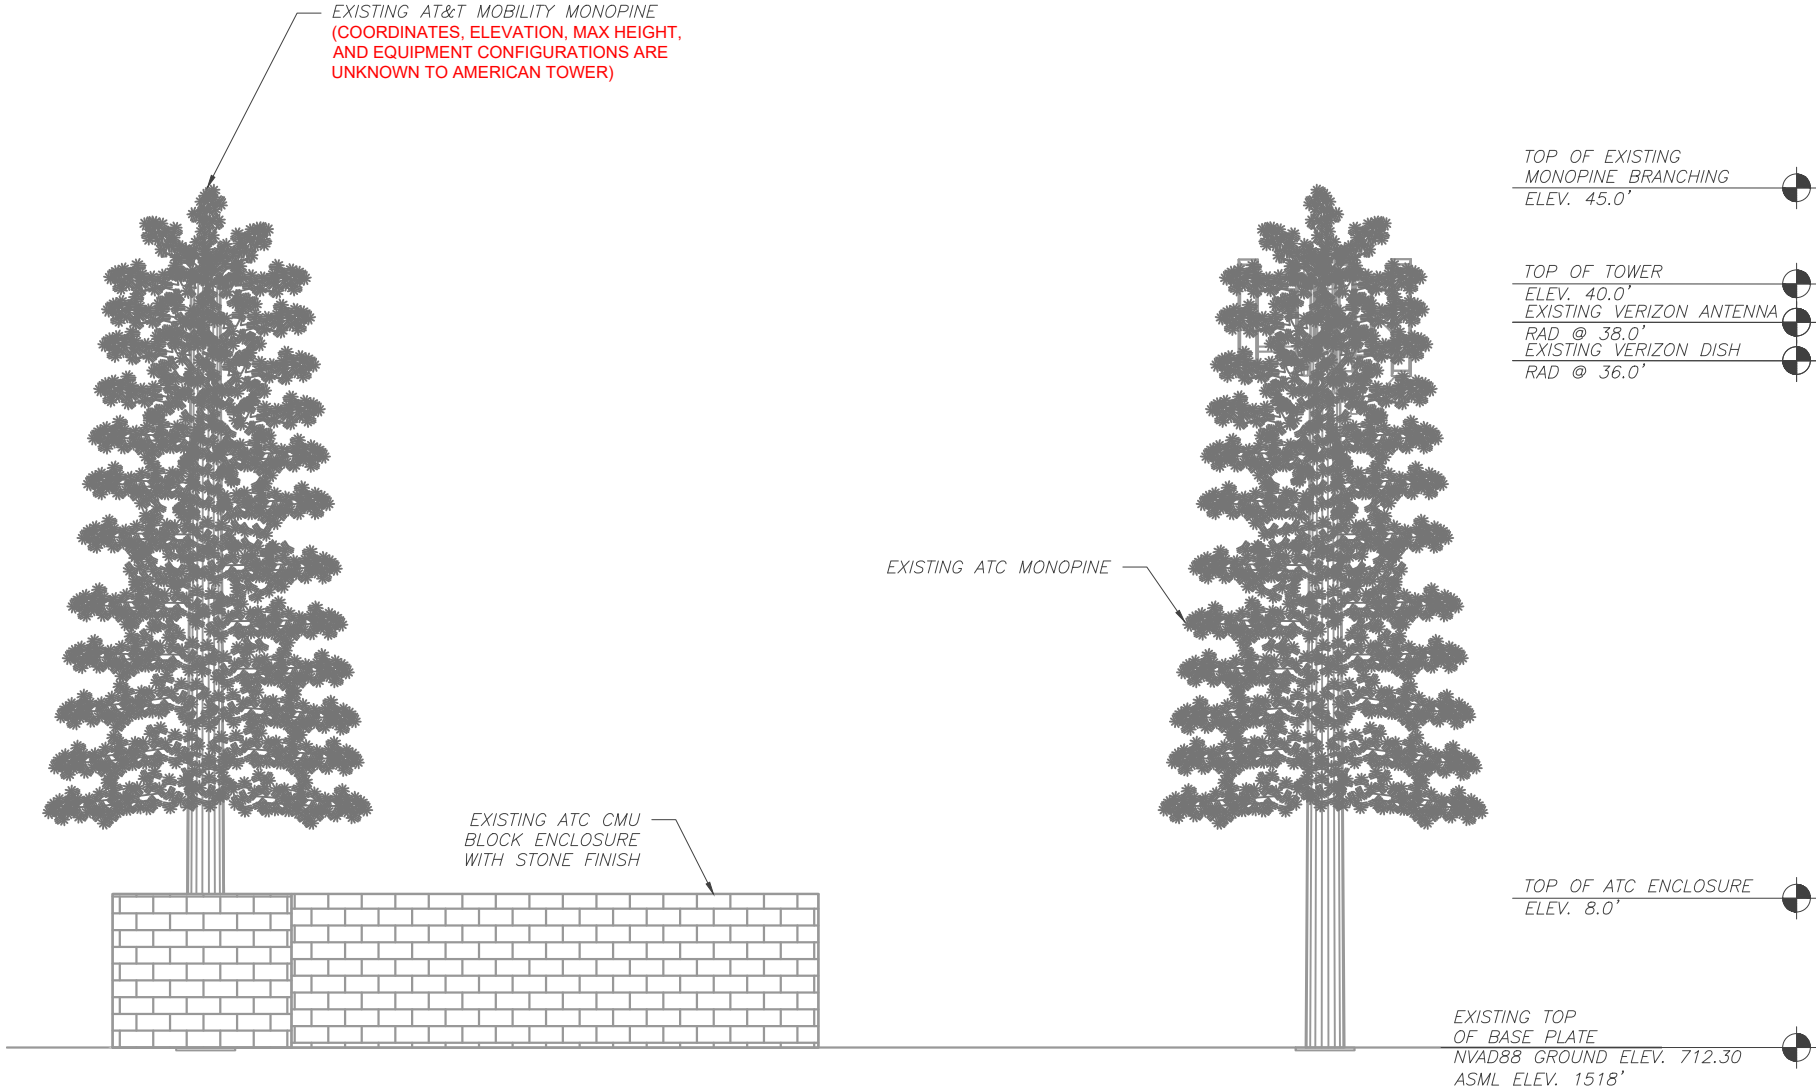 EXISTING AT&T MOBILITY MONOPINE
(COORDINATES, ELEVATION, MAX HEIGHT,
AND EQUIPMENT CONFIGURATIONS ARE
UNKNOWN TO AMERICAN TOWER)
TOP OF EXISTING
MONOPINE BRANCHING
ELEV. 45.0'
TOP OF TOWER
ELEV. 40.0'
EXISTING VERIZON ANTENNA
RAD @ 38.0'
EXISTING VERIZON DISH
RAD @ 36.0'
EXISTING ATC MONOPINE
EXISTING ATC CMU
BLOCK ENCLOSURE
WITH STONE FINISH
TOP OF ATC ENCLOSURE
ELEV. 8.0'
EXISTING TOP
OF BASE PLATE
NVAD88 GROUND ELEV. 712.30
ASML ELEV. 1518'